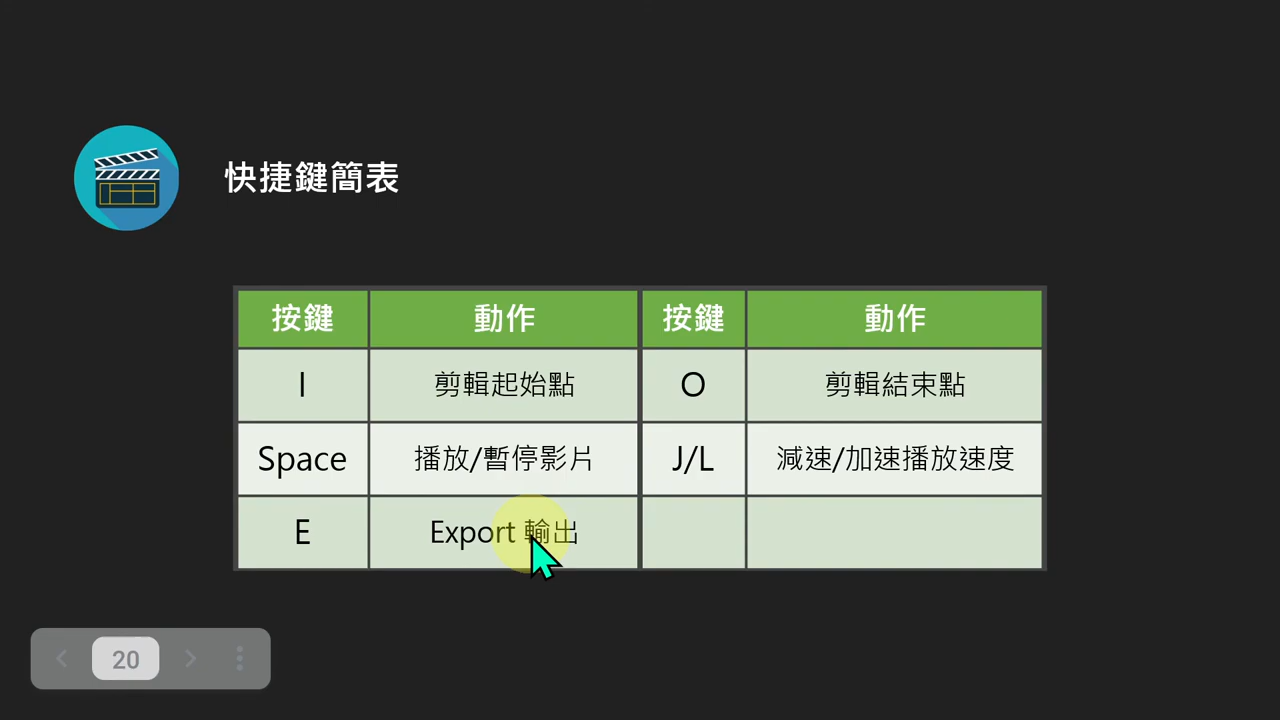 快捷鍵簡表
按鍵 動作 按鍵 動作
I 剪輯起始點 O 剪輯結束點
Space 播放/暫停影片 J/L 減速/加速播放速度
E Export 輸出
20